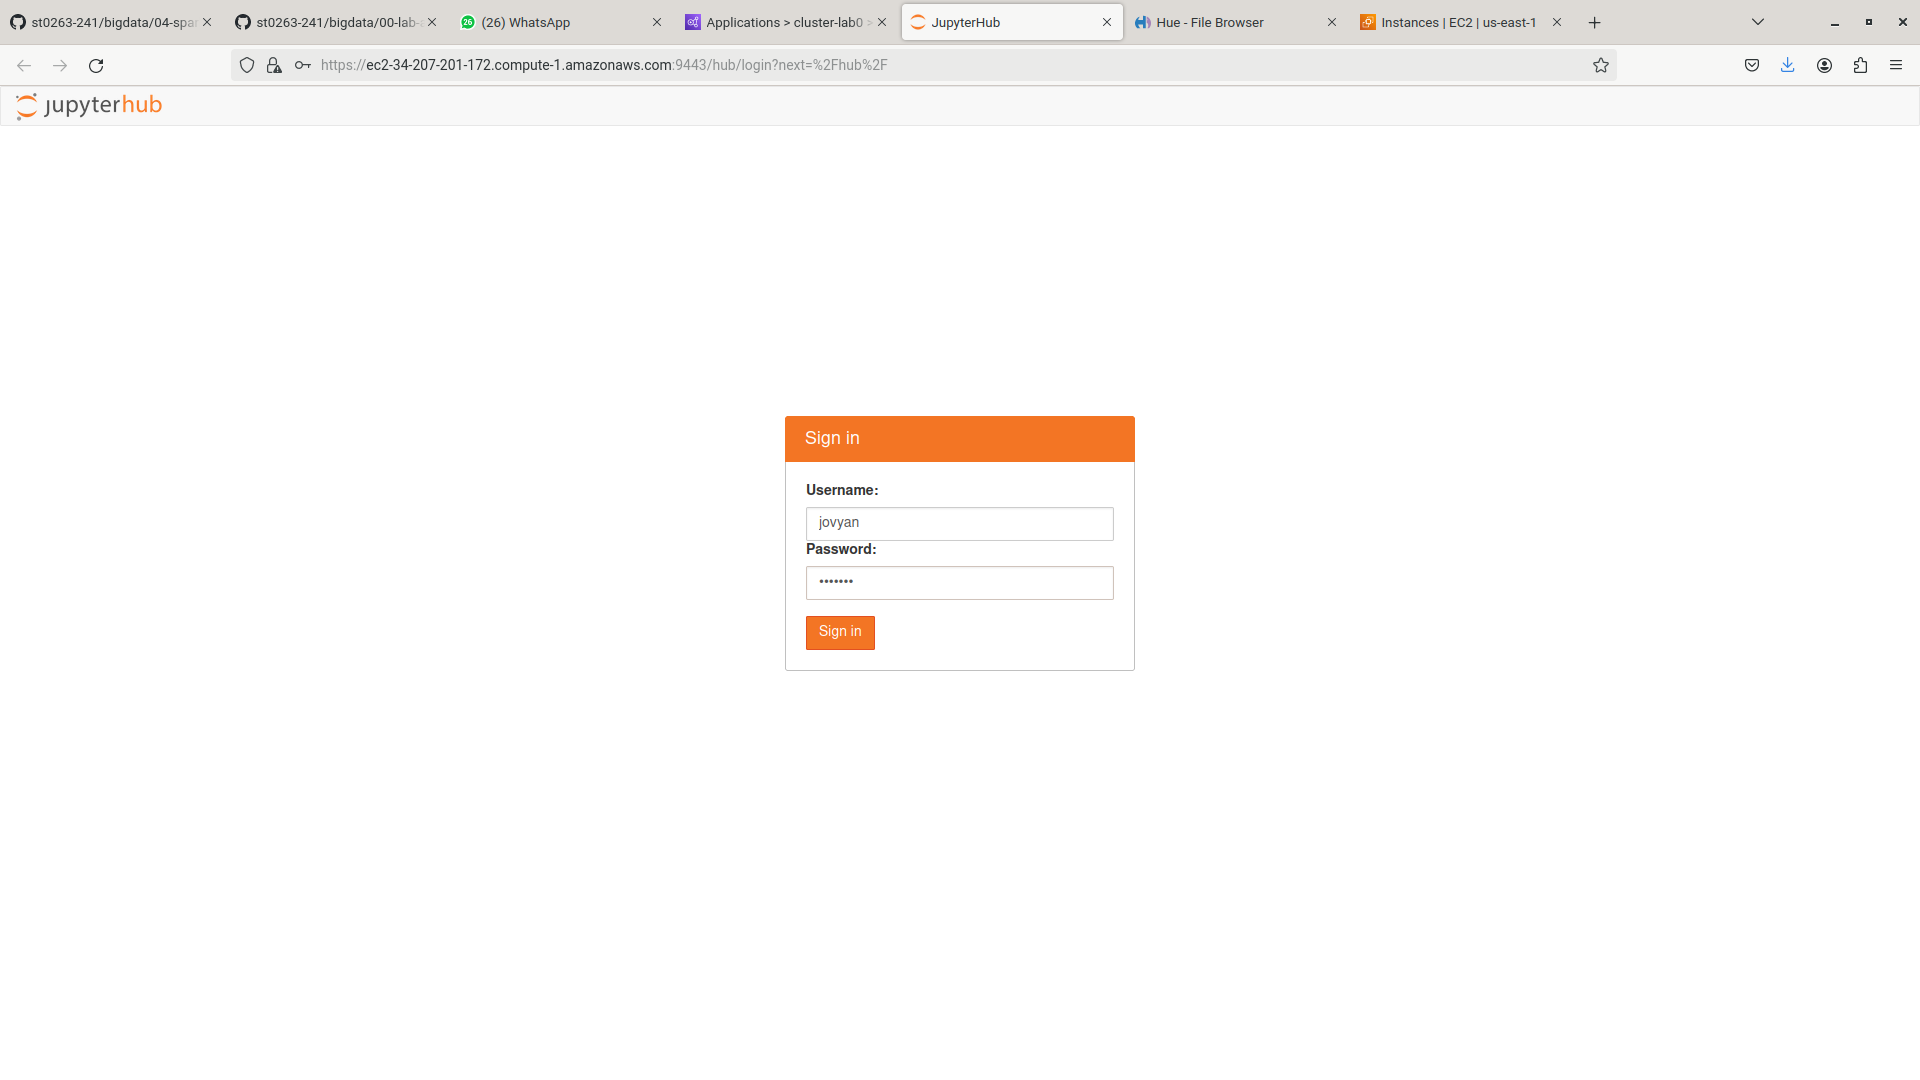 st0263-241/bigdata/04-spa
st0263-241/bigdata/00-lab-
26
(26) WhatsApp
Applications > cluster-lab0 >
JupyterHub
Hue - File Browser
Instances | EC2 | us-east-1
https://ec2-34-207-201-172.compute-1.amazonaws.com:9443/hub/login?next=%2Fhub%2F
jupyterhub
Sign in
Username:
jovyan
Password:
•••••••
Sign in